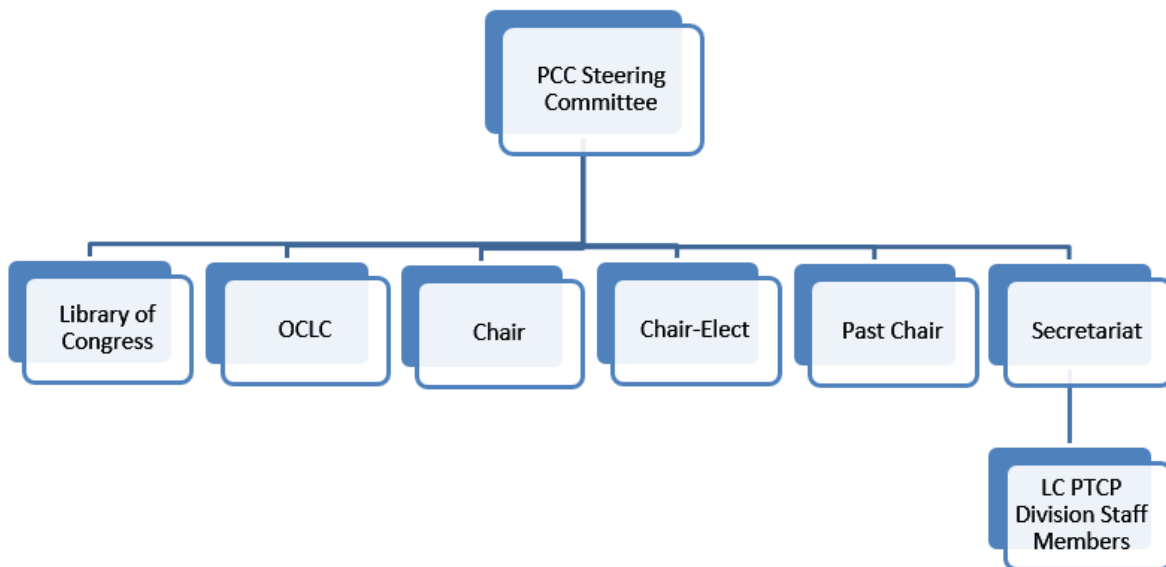 PCC Steering
Committee
Library of
Congress
OCLC
Chair
Chair-Elect
Past Chair
Secretariat
LC PTCP
Division Staff
Members